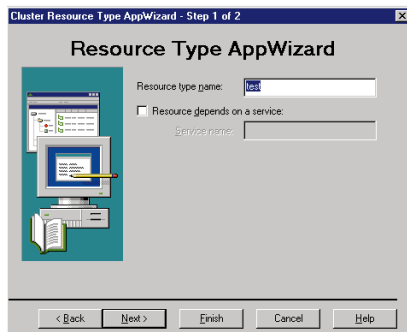 Cluster Resource Type AppWizard - Step 1 of 2
Resource Type AppWizard
Resource type name: test
Resource depends on a service:
Service name:
< Back Next > Finish Cancel Help